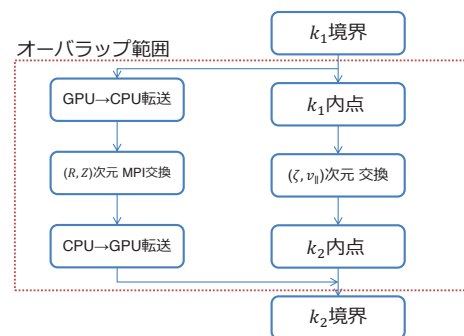 オーバラップ範囲
k₁境界
GPU→CPU転送
k₁内点
(R, Z)次元 MPI交換
(ζ, v∥)次元 交換
CPU→GPU転送
k₂内点
k₂境界